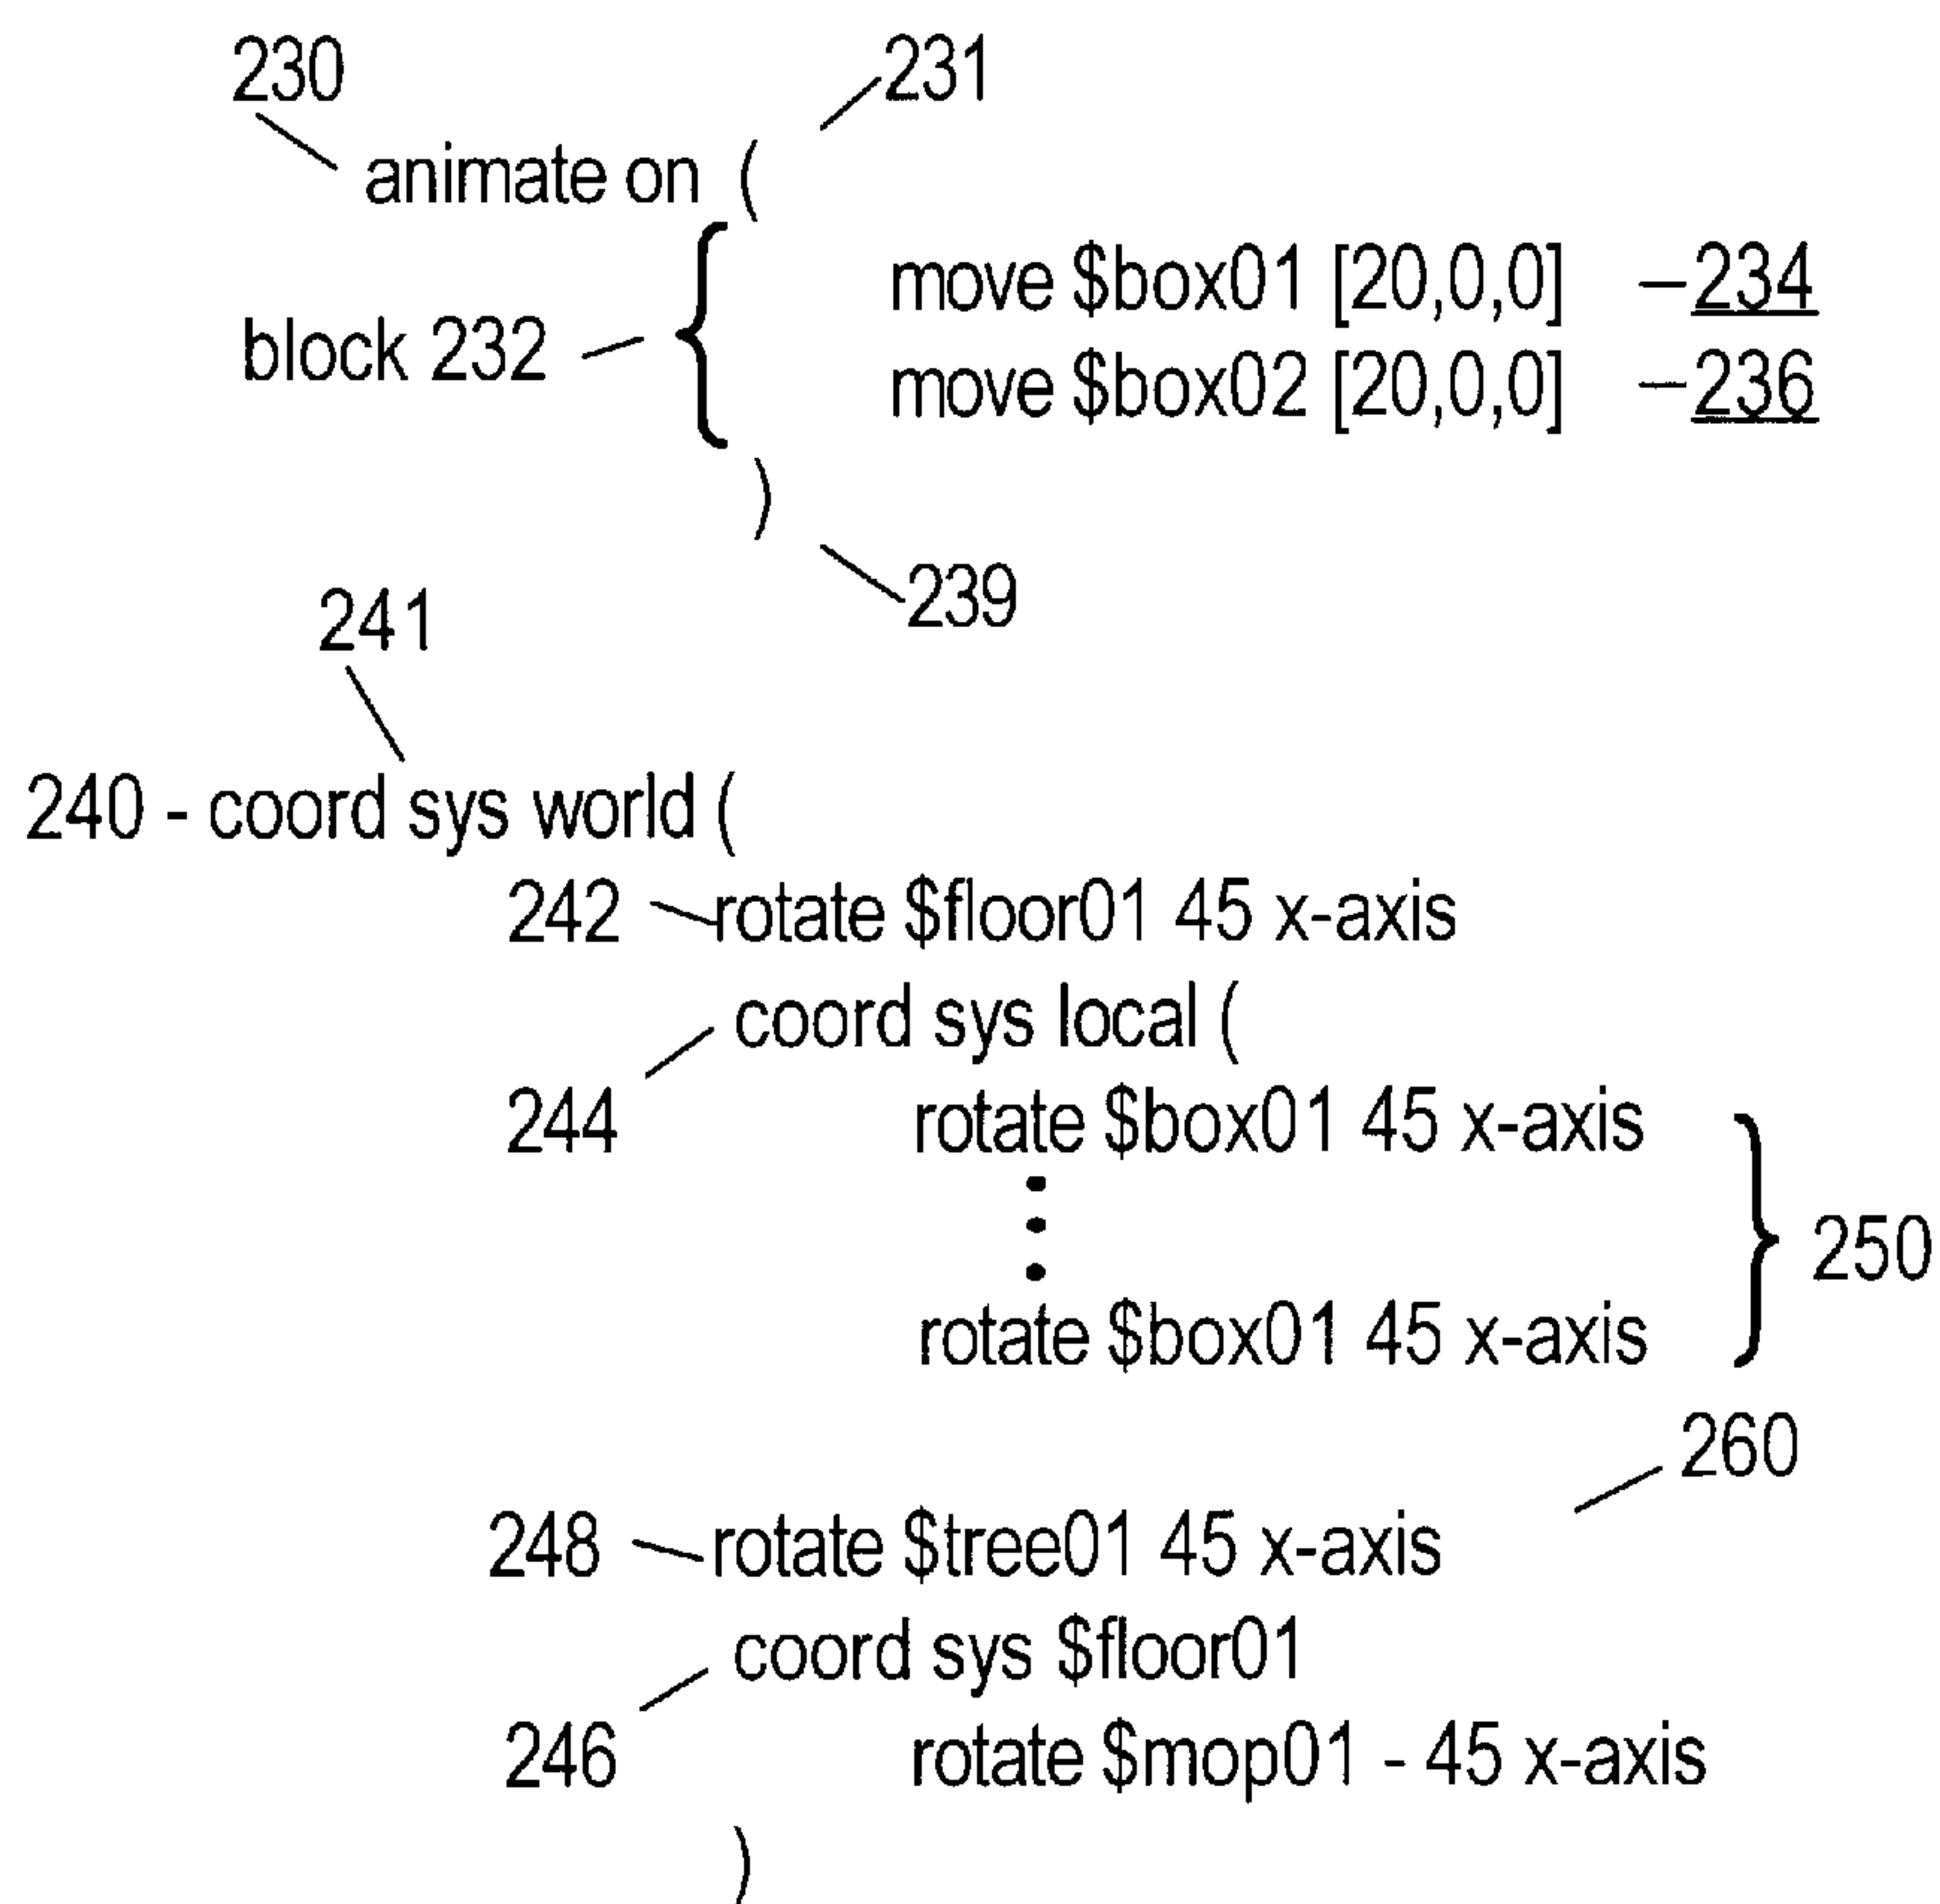 230 231
animate on (
move $box01 [20,0,0] — 234
block 232 {
move $box02 [20,0,0] — 236
)
239
241
240 - coord sys world (
242 rotate $floor01 45 x-axis
coord sys local (
244 rotate $box01 45 x-axis
} 250
rotate $box01 45 x-axis
260
248 rotate $tree01 45 x-axis
coord sys $floor01
246 rotate $mop01 - 45 x-axis
)